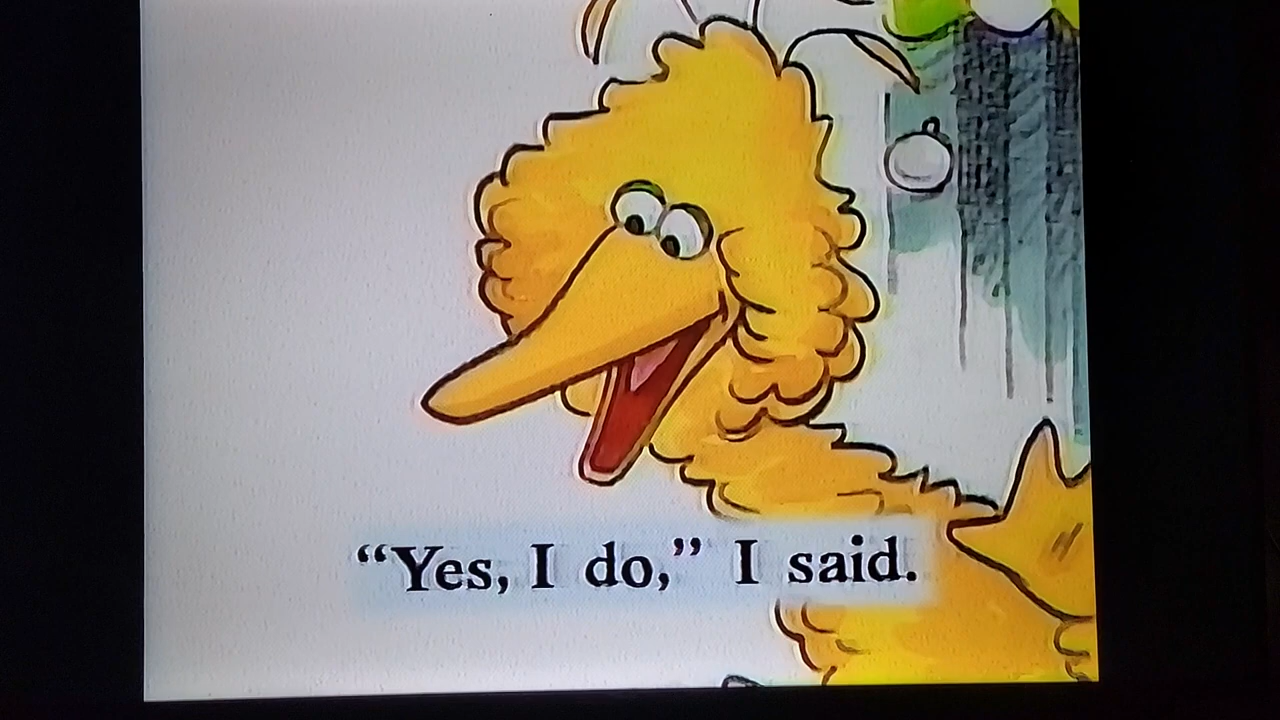 “Yes, I do,” I said.